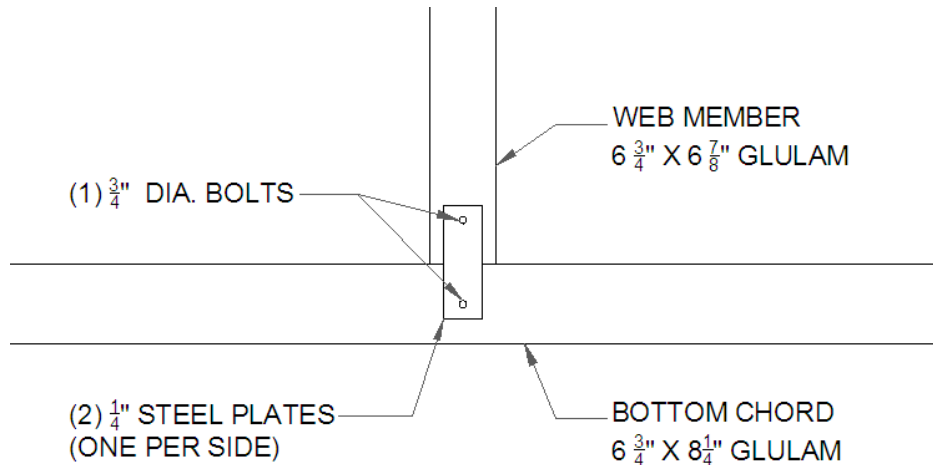 WEB MEMBER
6 3/4" X 6 7/8" GLULAM
(1) 3/4" DIA. BOLTS
(2) 1/4" STEEL PLATES
(ONE PER SIDE)
BOTTOM CHORD
6 3/4" X 8 1/4" GLULAM